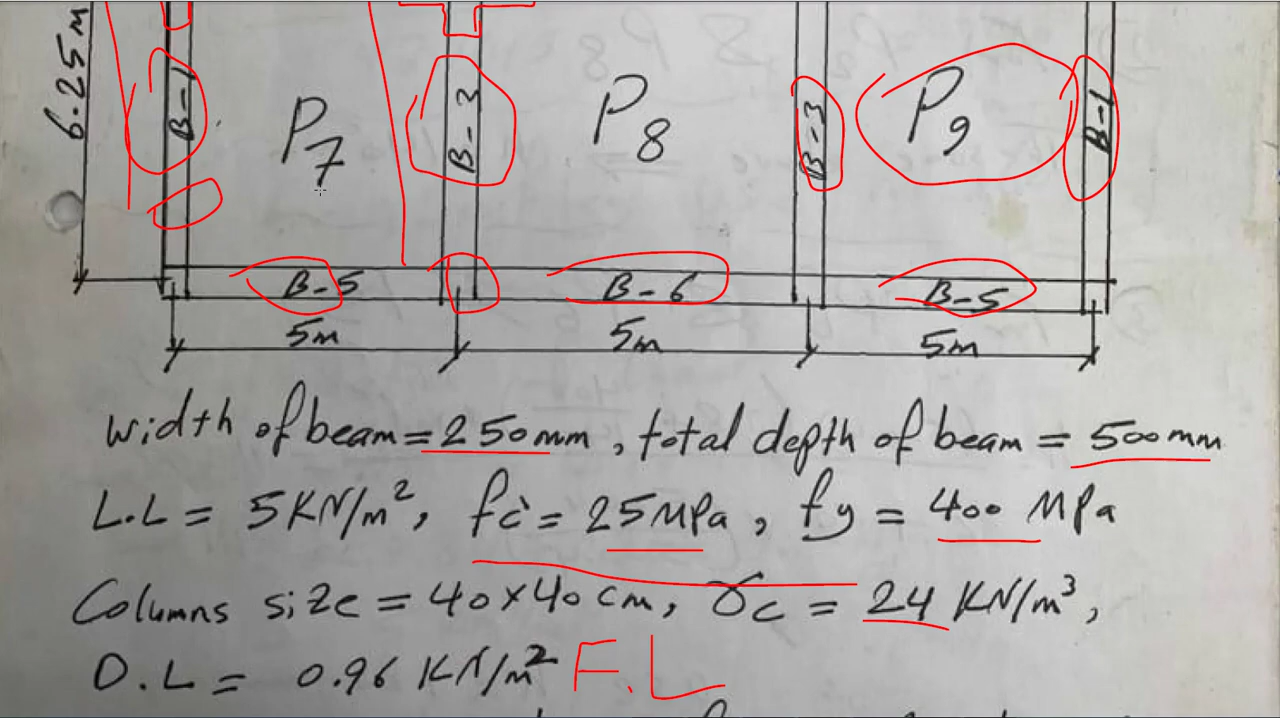 6.25m
B-1 P7 B-3 P8 B-3 P9 B-1
B-5 B-6 B-5
5m 5m 5m
width of beam = 250mm, total depth of beam = 500mm
L.L = 5KN/m², fc' = 25MPa, fy = 400 MPa
Columns size = 40×40cm, γc = 24 KN/m³,
D.L = 0.96 KN/m² F.L